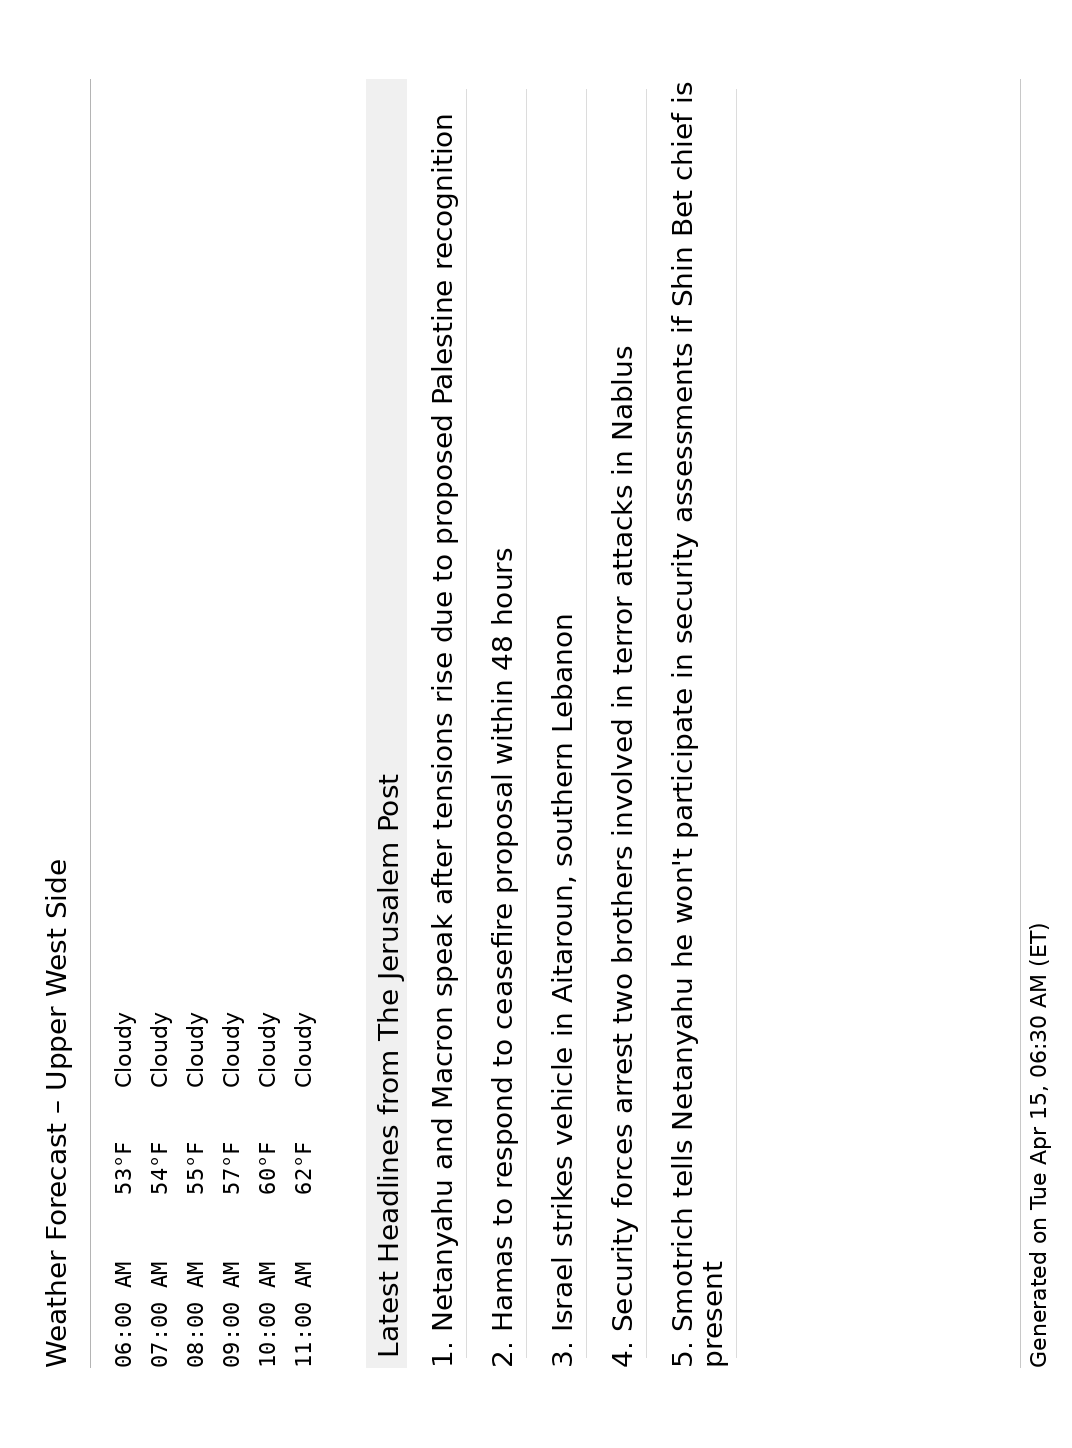 Weather Forecast – Upper West Side
06:00 AM 53°F Cloudy
07:00 AM 54°F Cloudy
08:00 AM 55°F Cloudy
09:00 AM 57°F Cloudy
10:00 AM 60°F Cloudy
11:00 AM 62°F Cloudy
Latest Headlines from The Jerusalem Post
1. Netanyahu and Macron speak after tensions rise due to proposed Palestine recognition
2. Hamas to respond to ceasefire proposal within 48 hours
3. Israel strikes vehicle in Aitaroun, southern Lebanon
4. Security forces arrest two brothers involved in terror attacks in Nablus
5. Smotrich tells Netanyahu he won't participate in security assessments if Shin Bet chief is
present
Generated on Tue Apr 15, 06:30 AM (ET)